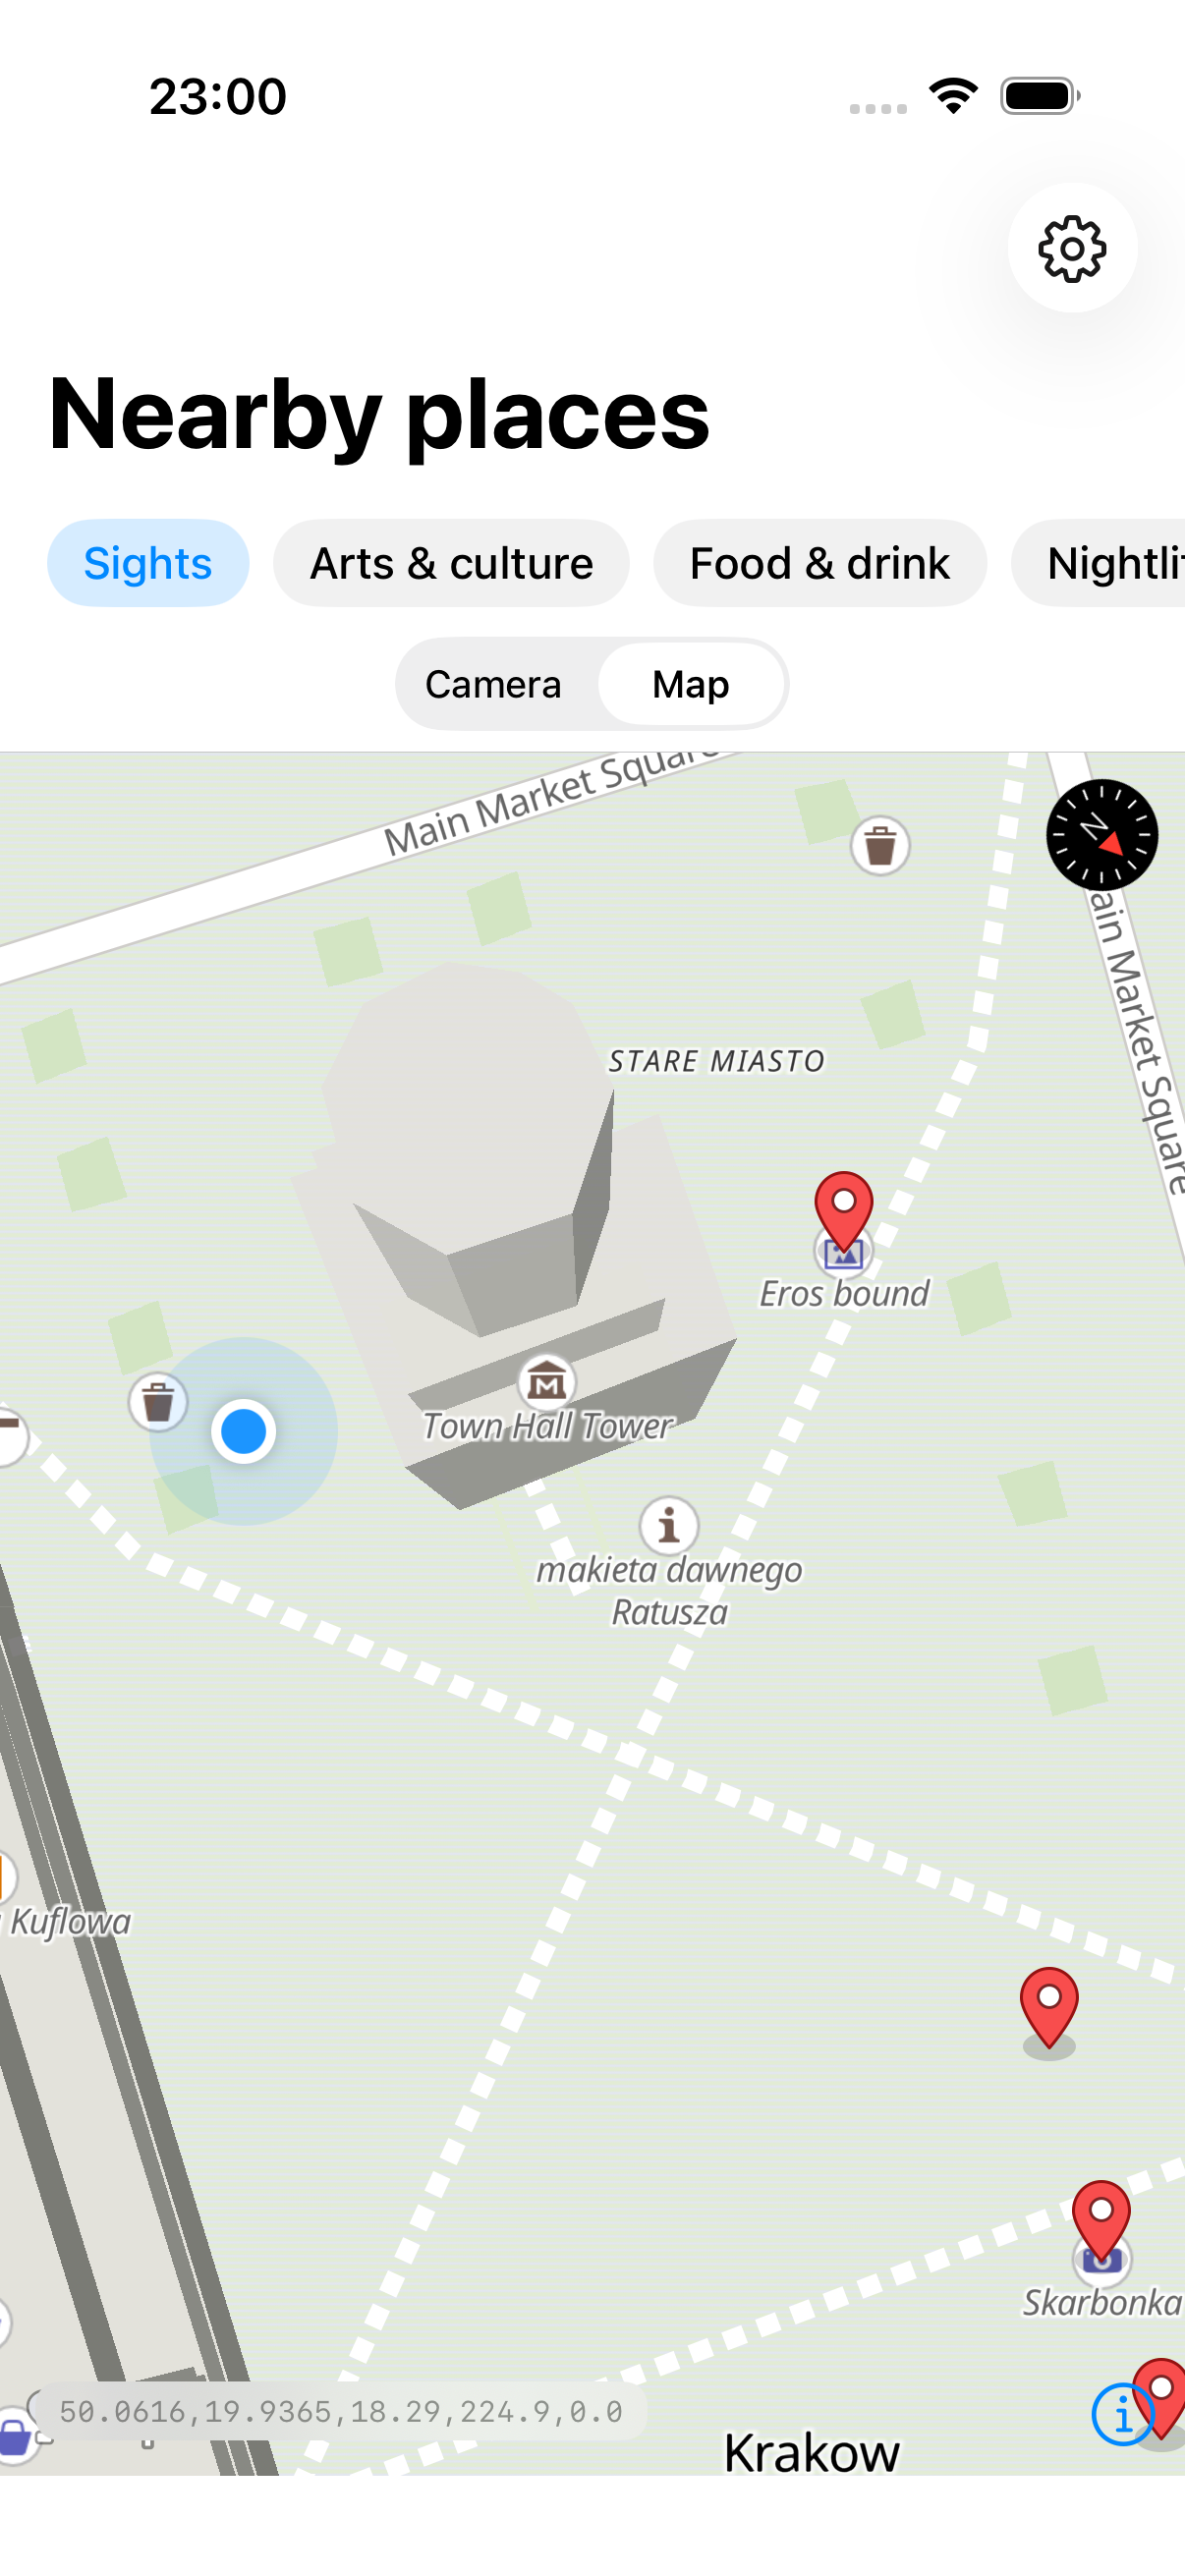 23:00
Nearby places
Sights
Arts & culture
Food & drink
Camera
Map
Main Market Square
N
Main Market Square
STARE MIASTO
Eros bound
Town Hall Tower
makieta dawnego
Ratusza
Kuflowa
Skarbonka
50.0616,19.9365,18.29,224.9,0.0
Krakow